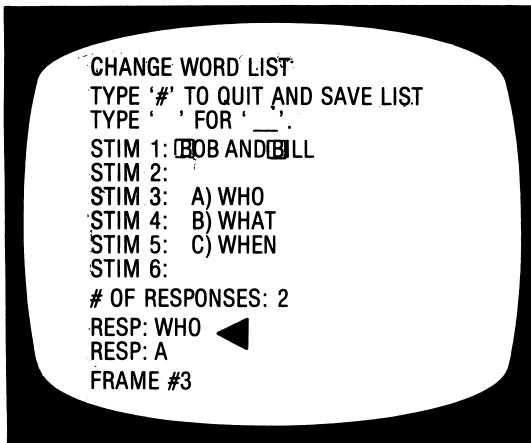 CHANGE WORD LIST
TYPE '#' TO QUIT AND SAVE LIST
TYPE ' ' FOR '__'.
STIM 1: BOB AND BILL
STIM 2:
STIM 3: A) WHO
STIM 4: B) WHAT
STIM 5: C) WHEN
STIM 6:
# OF RESPONSES: 2
RESP: WHO
RESP: A
FRAME #3